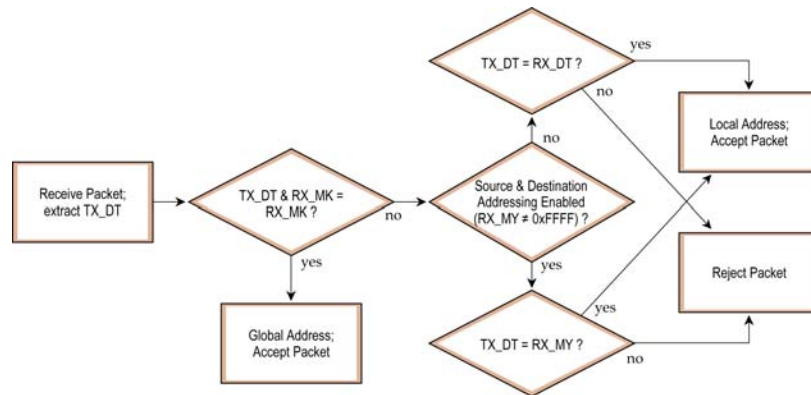 TX_DT = RX_DT ?
yes
no
Local Address;
Accept Packet
Receive Packet;
extract TX_DT
TX_DT & RX_MK =
RX_MK ?
no
yes
Source & Destination
Addressing Enabled
(RX_MY ≠ 0xFFFF) ?
no
yes
Global Address;
Accept Packet
TX_DT = RX_MY ?
yes
no
Reject Packet